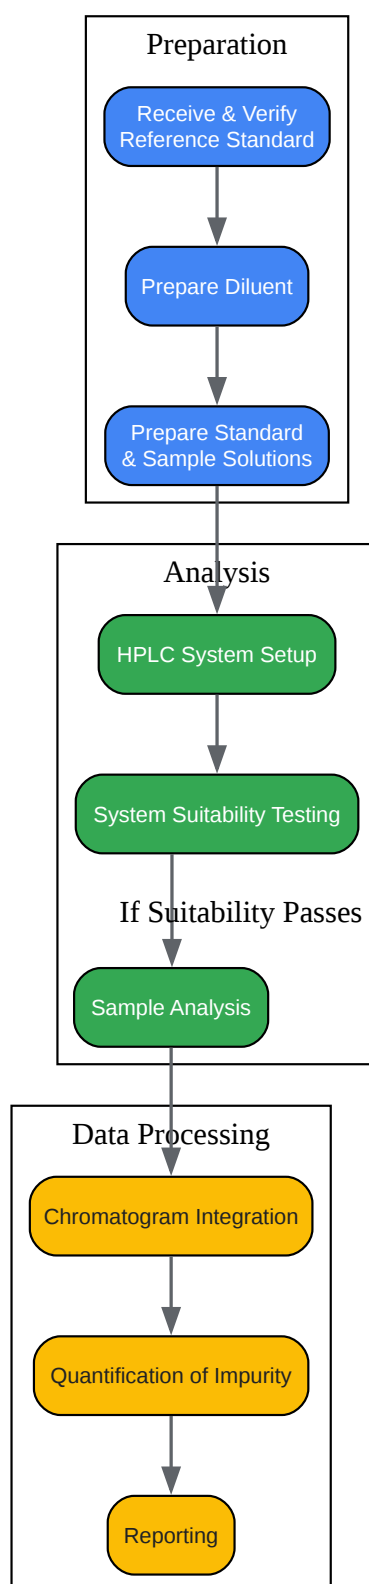 Preparation
Receive & Verify
Reference Standard
Prepare Diluent
Prepare Standard
& Sample Solutions
Analysis
HPLC System Setup
System Suitability Testing
If Suitability Passes
Sample Analysis
Data Processing
Chromatogram Integration
Quantification of Impurity
Reporting